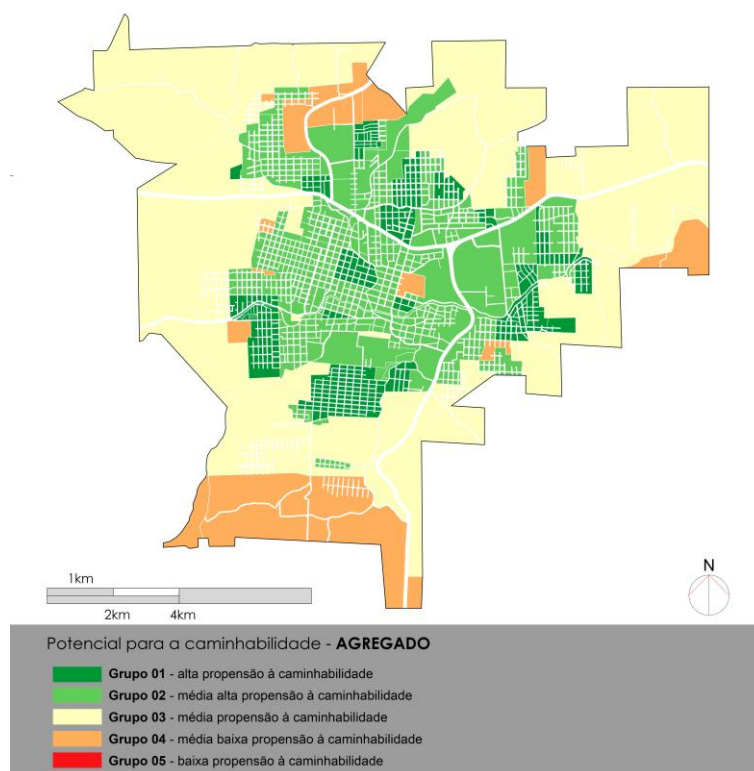 N
1km
2km 4km
Potencial para a caminhabilidade - AGREGADO
Grupo 01 - alta propensão à caminhabilidade
Grupo 02 - média alta propensão à caminhabilidade
Grupo 03 - média propensão à caminhabilidade
Grupo 04 - média baixa propensão à caminhabilidade
Grupo 05 - baixa propensão à caminhabilidade